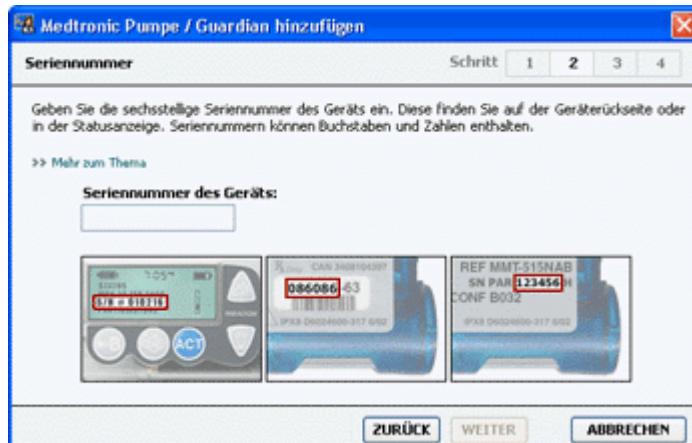 Medtronic Pumpe / Guardian hinzufügen
Seriennummer
Schritt 1 2 3 4
Geben Sie die sechsstellige Seriennummer des Geräts ein. Diese finden Sie auf der Geräterückseite oder
in der Statusanzeige. Seriennummern können Buchstaben und Zahlen enthalten.
>> Mehr zum Thema
Seriennummer des Geräts:
S/N # 010216
ACT
086086-63
REF MMT-515NAB
SN PAR 123456 H
CONF B032
ZURÜCK
WEITER
ABBRECHEN